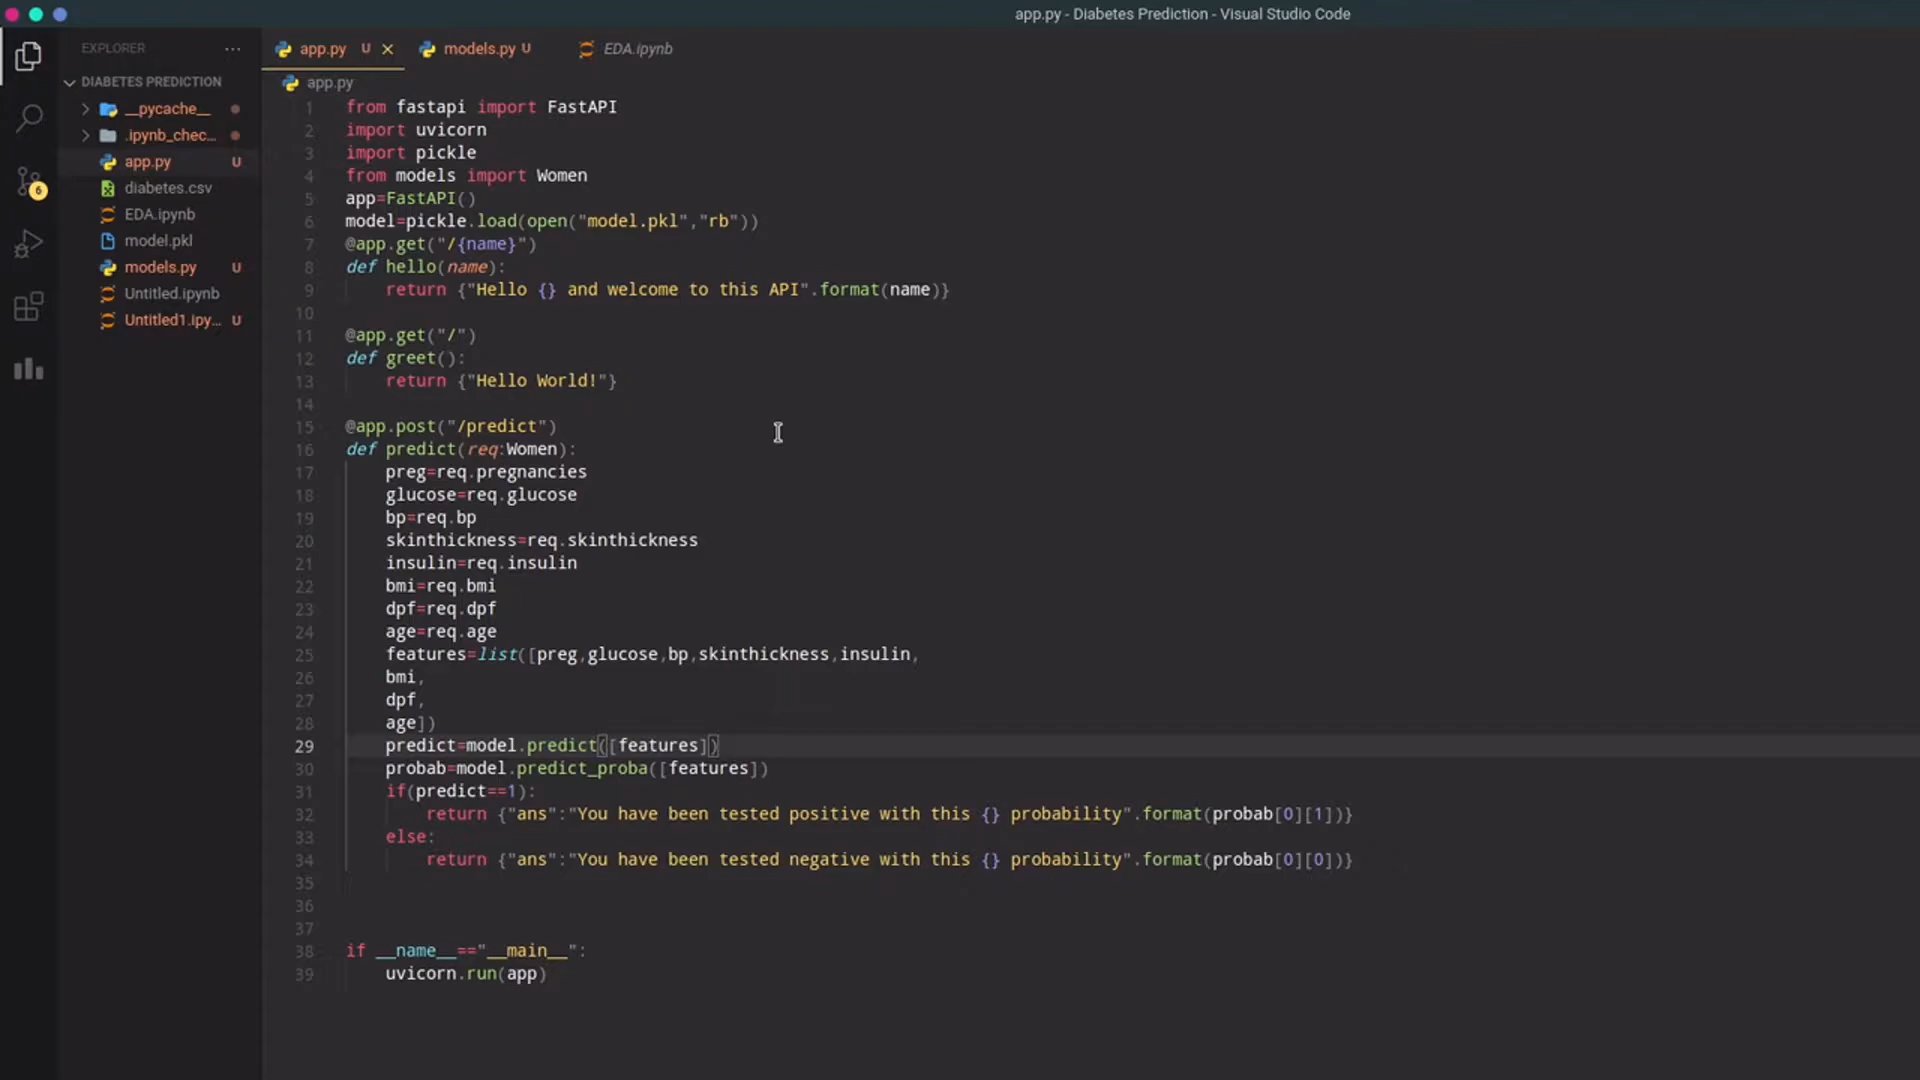 app.py - Diabetes Prediction - Visual Studio Code
EXPLORER
DIABETES PREDICTION
__pycache__
.ipynb_chec...
app.py U
diabetes.csv
EDA.ipynb
model.pkl
models.py U
Untitled.ipynb
Untitled1.ipy... U
6
app.py U
models.py U
EDA.ipynb
app.py
1 from fastapi import FastAPI
2 import uvicorn
3 import pickle
4 from models import Women
5 app=FastAPI()
6 model=pickle.load(open("model.pkl","rb"))
7 @app.get("/{name}")
8 def hello(name):
9     return {"Hello {} and welcome to this API".format(name)}
10
11 @app.get("/")
12 def greet():
13     return {"Hello World!"}
14
15 @app.post("/predict")
16 def predict(req:Women):
17     preg=req.pregnancies
18     glucose=req.glucose
19     bp=req.bp
20     skinthickness=req.skinthickness
21     insulin=req.insulin
22     bmi=req.bmi
23     dpf=req.dpf
24     age=req.age
25     features=list([preg,glucose,bp,skinthickness,insulin,
26     bmi,
27     dpf,
28     age])
29     predict=model.predict([features])
30     probab=model.predict_proba([features])
31     if(predict==1):
32         return {"ans":"You have been tested positive with this {} probability".format(probab[0][1])}
33     else:
34         return {"ans":"You have been tested negative with this {} probability".format(probab[0][0])}
35
36
37
38 if __name__=="__main__":
39     uvicorn.run(app)